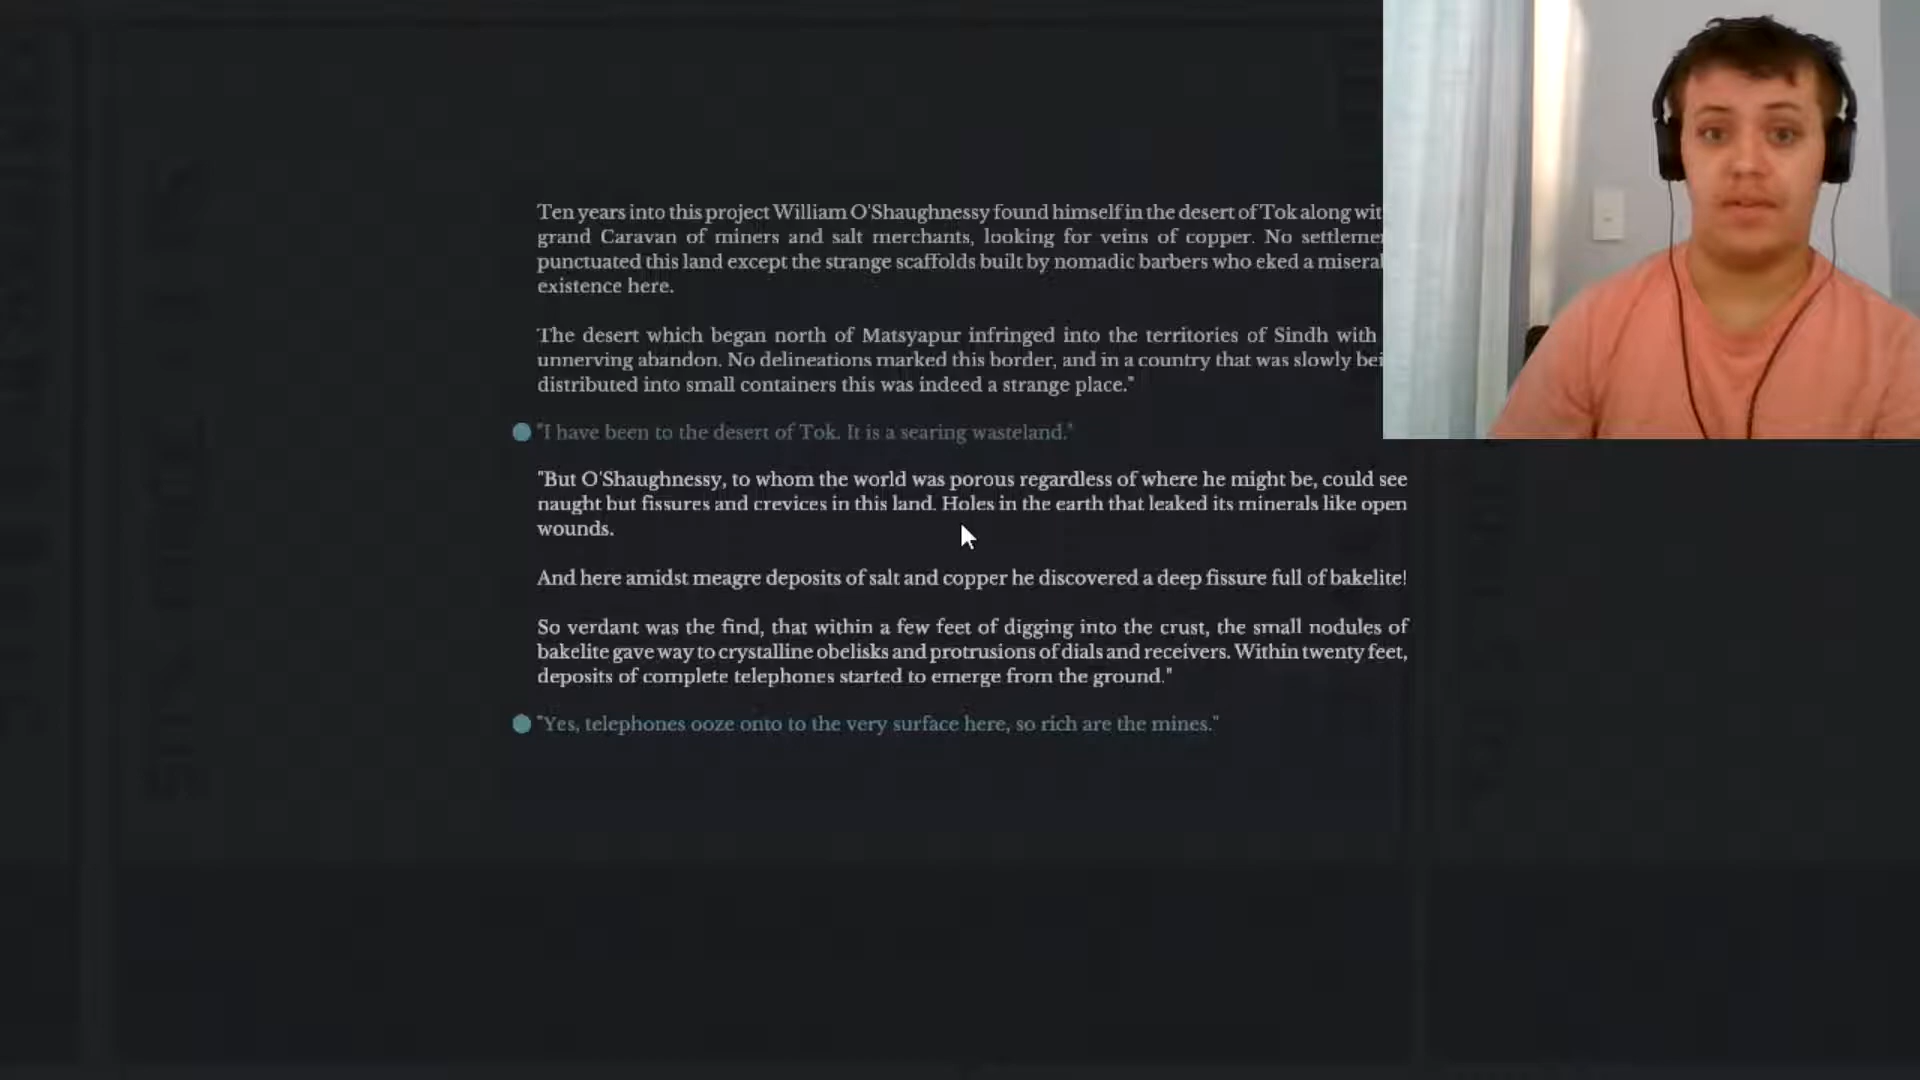 Ten years into this project William O'Shaughnessy found himself in the desert of Tok along
grand Caravan of miners and salt merchants, looking for veins of copper. No
punctuated this land except the strange scaffolds built by nomadic barbers who eked a
existence here.
The desert which began north of Matsyapur infringed into the territories of Sindh with
unnerving abandon. No delineations marked this border, and in a country that was slowly
distributed into small containers this was indeed a strange place."
"I have been to the desert of Tok. It is a searing wasteland."
"But O'Shaughnessy, to whom the world was porous regardless of where he might be, could see
naught but fissures and crevices in this land. Holes in the earth that leaked its minerals like open
wounds.
And here amidst meagre deposits of salt and copper he discovered a deep fissure full of bakelite!
So verdant was the find, that within a few feet of digging into the crust, the small nodules of
bakelite gave way to crystalline obelisks and protrusions of dials and receivers. Within twenty feet,
deposits of complete telephones started to emerge from the ground."
"Yes, telephones ooze onto to the very surface here, so rich are the mines."